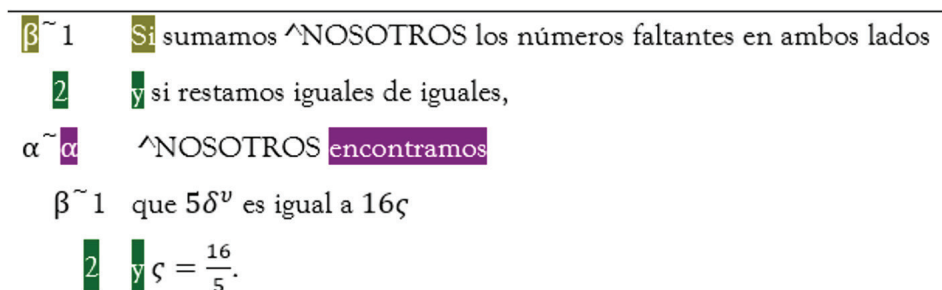 β~1 Si sumamos ^NOSOTROS los números faltantes en ambos lados
2 y si restamos iguales de iguales,
α~α ^NOSOTROS encontramos
β~1 que 5δᵛ es igual a 16ς
2 y ς = 16/5.